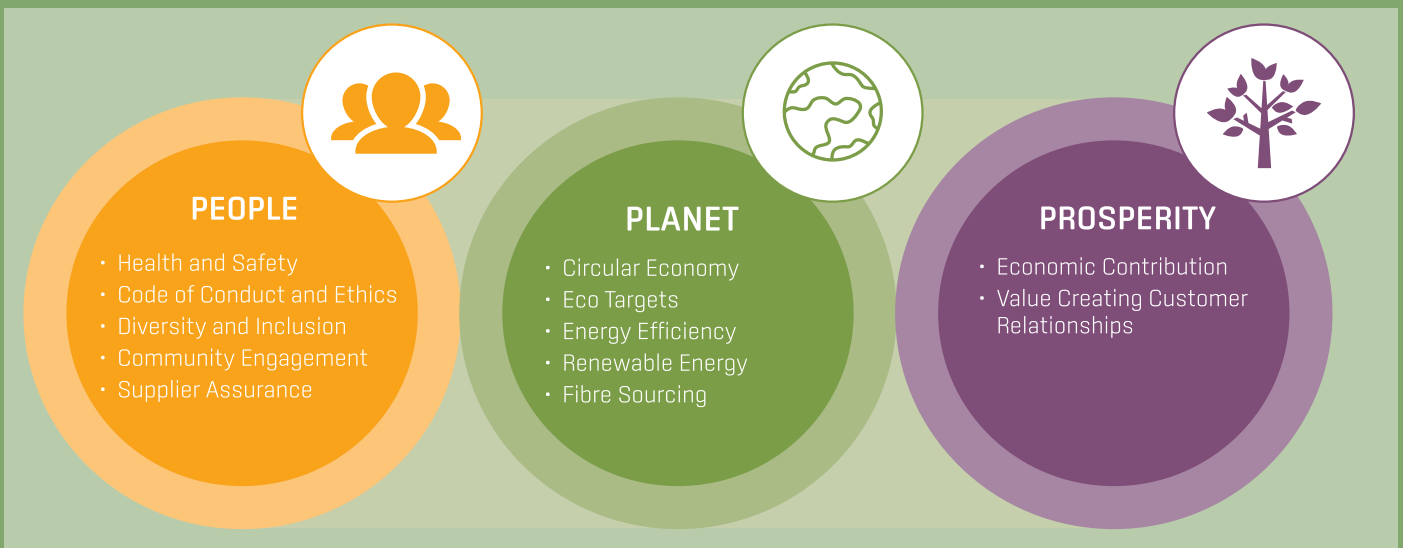 PEOPLE
• Health and Safety
• Code of Conduct and Ethics
• Diversity and Inclusion
• Community Engagement
• Supplier Assurance
PLANET
• Circular Economy
• Eco Targets
• Energy Efficiency
• Renewable Energy
• Fibre Sourcing
PROSPERITY
• Economic Contribution
• Value Creating Customer
Relationships